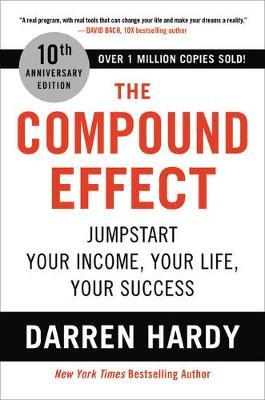 "A real program, with real tools that can change your life and make your dreams a reality."
—DAVID BACH, 10X bestselling author
10th
ANNIVERSARY
EDITION
OVER 1 MILLION COPIES SOLD!
THE
COMPOUND
EFFECT
JUMPSTART
YOUR INCOME, YOUR LIFE,
YOUR SUCCESS
DARREN HARDY
New York Times Bestselling Author